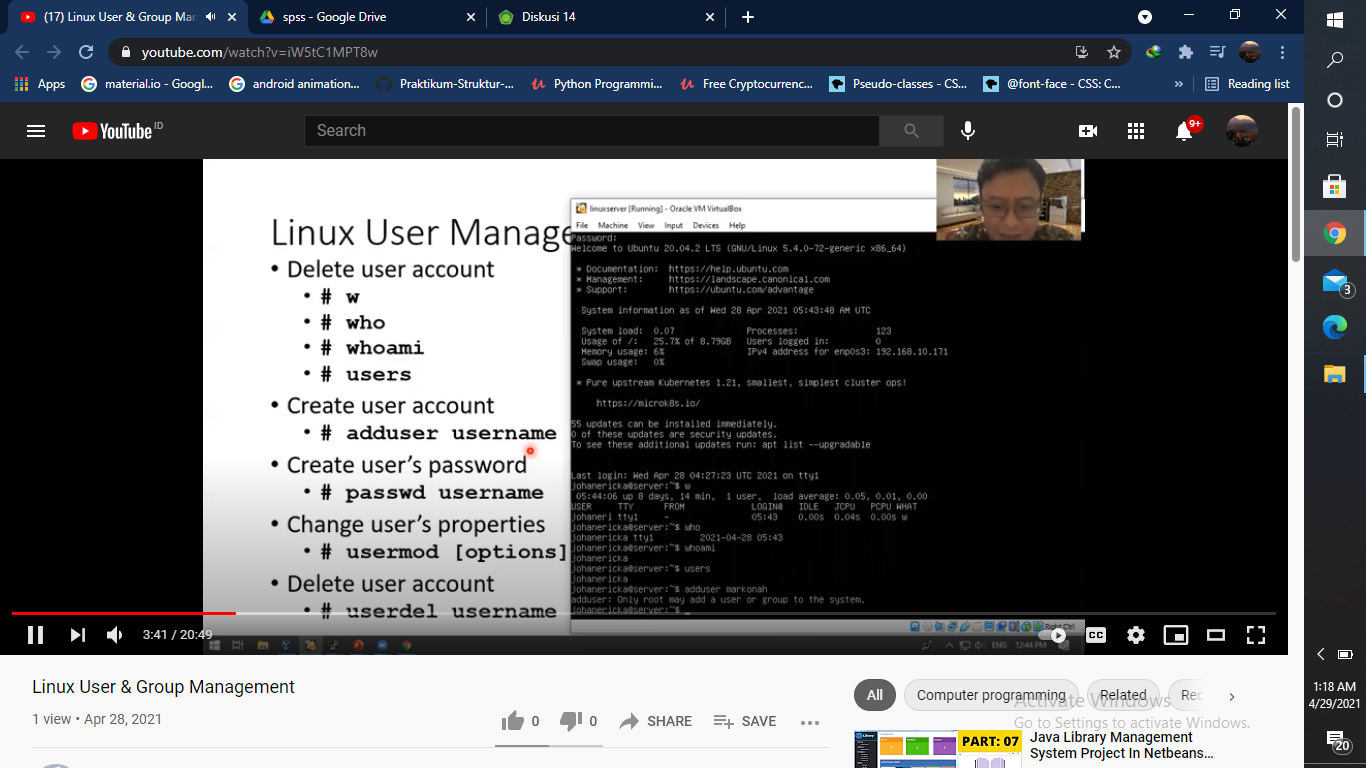 (17) Linux User & Group Mar
spss - Google Drive
Diskusi 14
youtube.com/watch?v=iW5tC1MPT8w
Apps
material.io - Googl...
android animation...
Praktikum-Struktur-...
Python Programmi...
Free Cryptocurrenc...
Pseudo-classes - CS...
@font-face - CSS: C...
»
Reading list
YouTube ID
Search
9+
Linux User Manage
• Delete user account
• # w
• # who
• # whoami
• # users
• Create user account
• # adduser username
• Create user's password
• # passwd username
• Change user's properties
• # usermod [options]
• Delete user account
• # userdel username
linuxserver [Running] - Oracle VM VirtualBox
File Machine View Input Devices Help
Password:
Welcome to Ubuntu 20.04.2 LTS (GNU/Linux 5.4.0-72-generic x86_64)
* Documentation: https://help.ubuntu.com
* Management: https://landscape.canonical.com
* Support: https://ubuntu.com/advantage
System information as of Wed 28 Apr 2021 05:43:48 AM UTC
System load: 0.07 Processes: 123
Usage of /: 25.7% of 8.79GB Users logged in: 0
Memory usage: 6% IPv4 address for enp0s3: 192.168.10.171
Swap usage: 0%
* Pure upstream Kubernetes 1.21, smallest, simplest cluster ops!
https://microk8s.io/
55 updates can be installed immediately.
0 of these updates are security updates.
To see these additional updates run: apt list --upgradable
Last login: Wed Apr 28 04:27:23 UTC 2021 on tty1
johanericka@server:~$ w
05:44:06 up 8 days, 14 min, 1 user, load average: 0.05, 0.01, 0.00
USER TTY FROM LOGIN@ IDLE JCPU PCPU WHAT
johaneri tty1 - 05:43 0.00s 0.04s 0.00s w
johanericka@server:~$ who
johanericka tty1 2021-04-28 05:43
johanericka@server:~$ whoami
johanericka
johanericka@server:~$ users
johanericka
johanericka@server:~$ adduser markonah
adduser: Only root may add a user or group to the system.
johanericka@server:~$ _
Right Ctrl
3:41 / 20:49
CC
ENG 12:44 PM
Linux User & Group Management
1 view • Apr 28, 2021
0
0
SHARE
SAVE
All
Computer programming
Related
Rec
Activate Windows
Go to Settings to activate Windows.
PART: 07
Java Library Management
System Project In Netbeans...
3
1:18 AM
4/29/2021
20